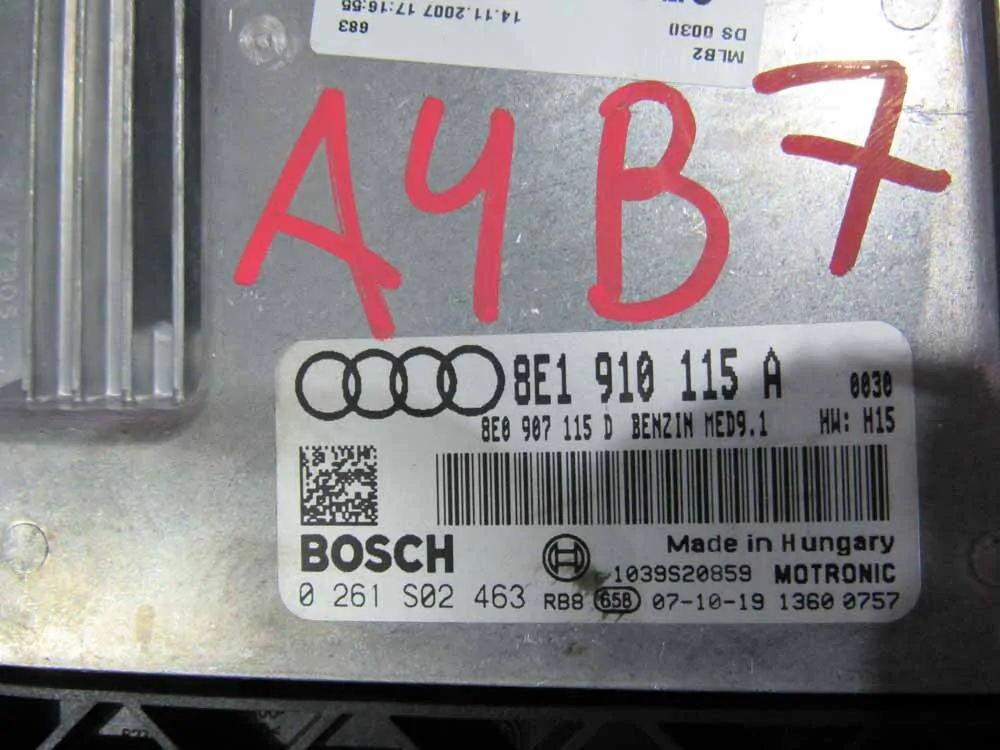 MLB2
DS 0030
683
14.11.2007 17:16:55
A4B7
8E1 910 115 A
0030
8E0 907 115 D BENZIN MED9.1 HW: H15
BOSCH
Made in Hungary
1039S20859 MOTRONIC
0 261 S02 463 RB8 658 07-10-19 1360 0757